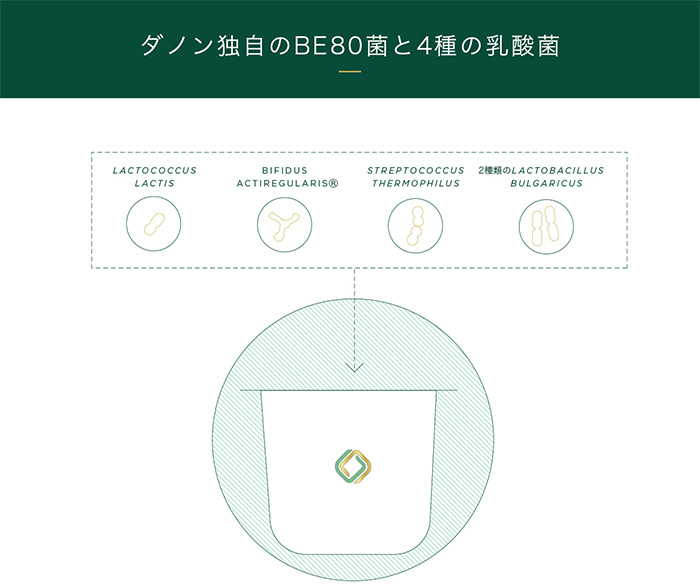 ダノン独自のBE80菌と4種の乳酸菌
LACTOCOCCUS
LACTIS
BIFIDUS
ACTIREGULARIS®
STREPTOCOCCUS
THERMOPHILUS
2種類のLACTOBACILLUS
BULGARICUS